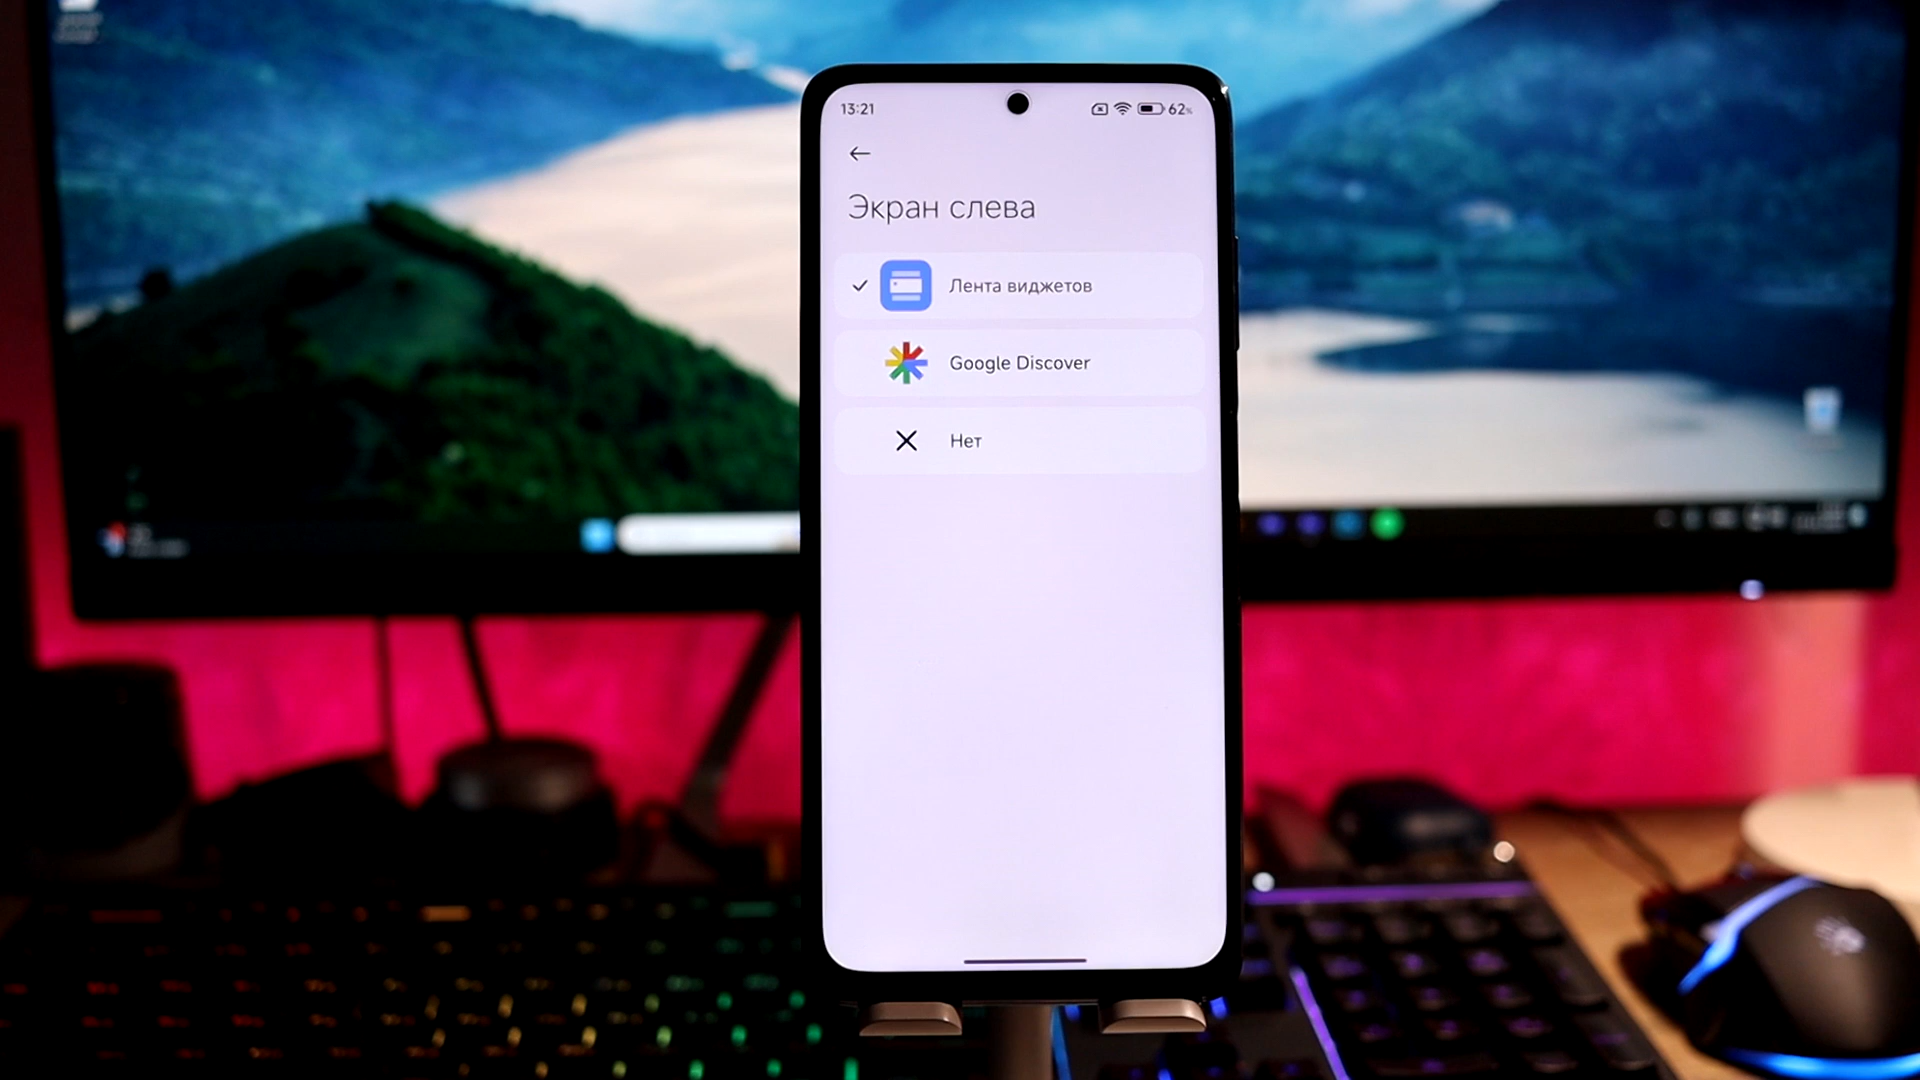 13:21
62%
Экран слева
Лента виджетов
Google Discover
Нет